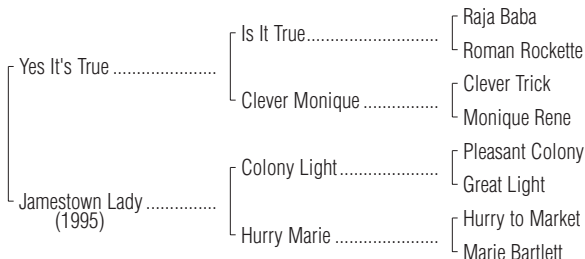 Raja Baba
Is It True..............................
Roman Rockette
Yes It's True .......................
Clever Trick
Clever Monique .................
Monique Rene
Pleasant Colony
Colony Light.......................
Great Light
Jamestown Lady ................
(1995)
Hurry to Market
Hurry Marie ........................
Marie Bartlett